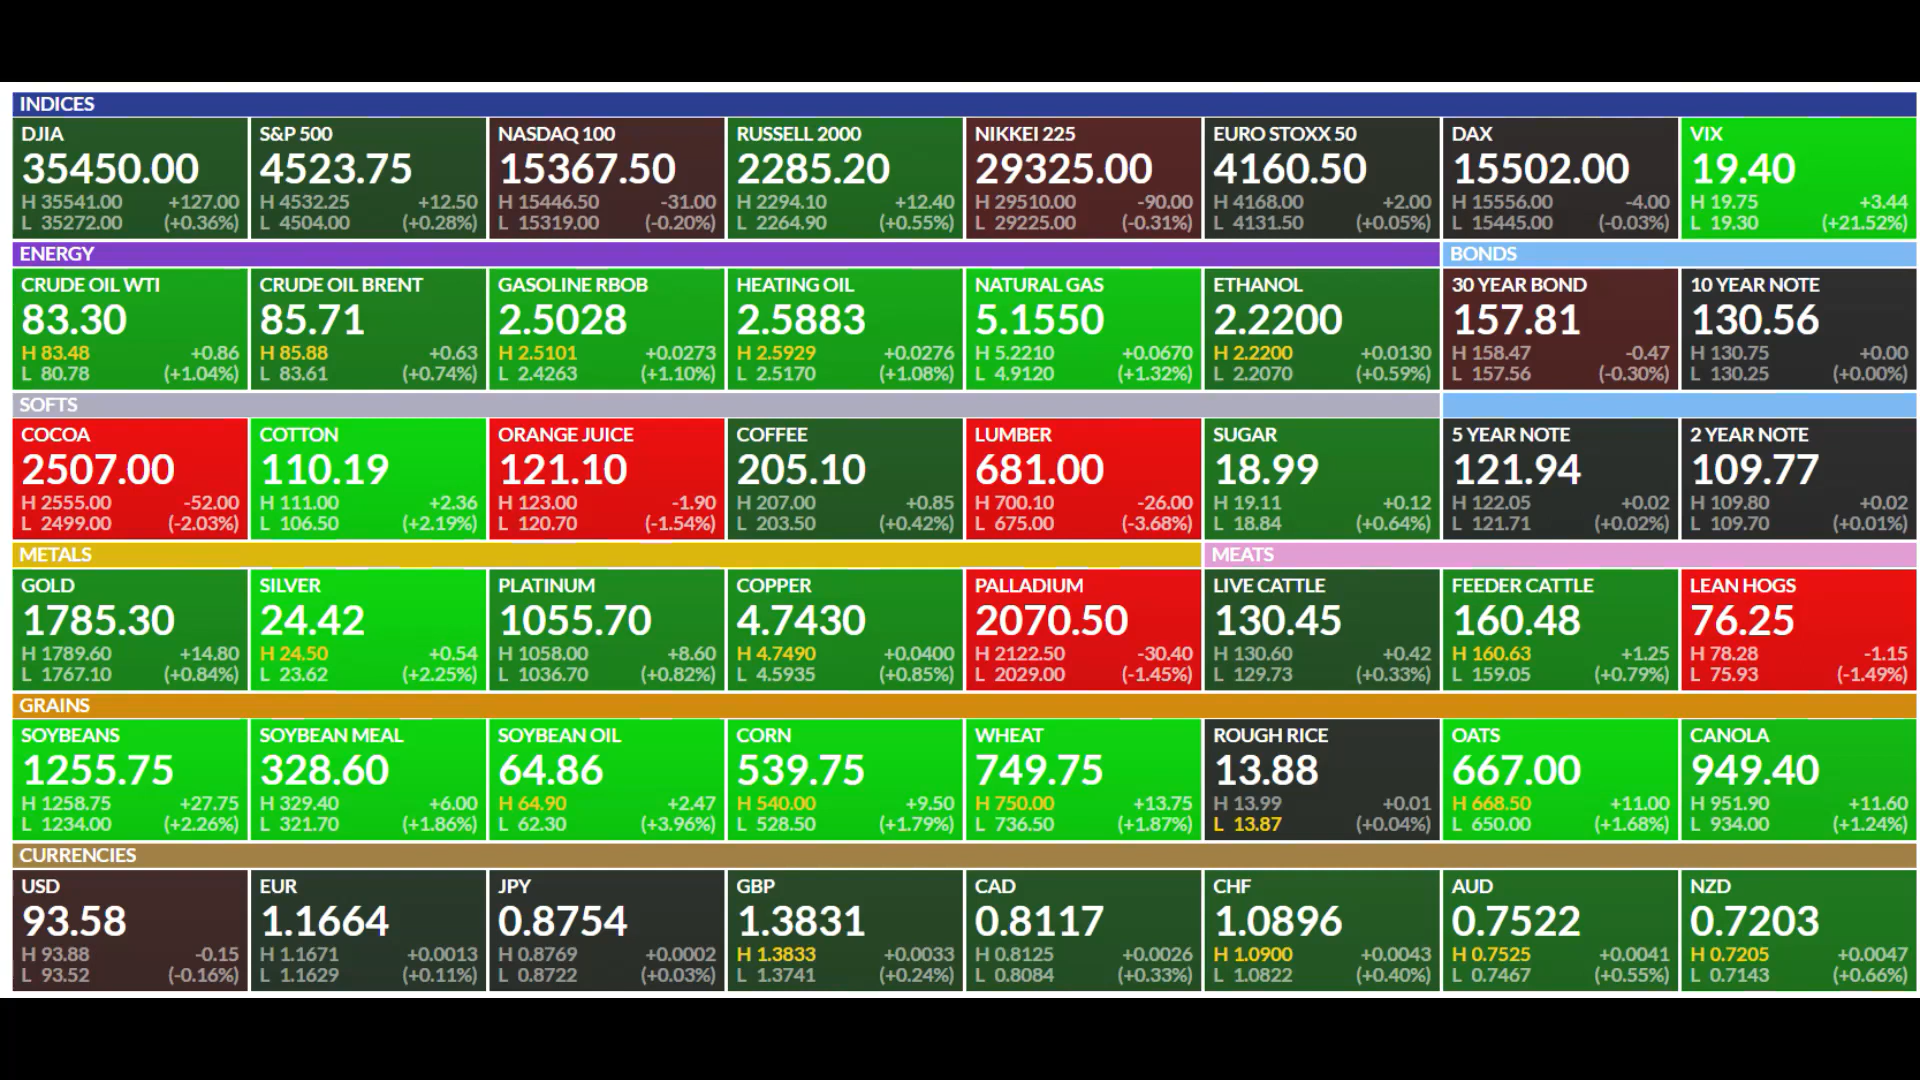 INDICES
DJIA
35450.00
H 35541.00 +127.00
L 35272.00 (+0.36%)
S&P 500
4523.75
H 4532.25 +12.50
L 4504.00 (+0.28%)
NASDAQ 100
15367.50
H 15446.50 -31.00
L 15319.00 (-0.20%)
RUSSELL 2000
2285.20
H 2294.10 +12.40
L 2264.90 (+0.55%)
NIKKEI 225
29325.00
H 29510.00 -90.00
L 29225.00 (-0.31%)
EURO STOXX 50
4160.50
H 4168.00 +2.00
L 4131.50 (+0.05%)
DAX
15502.00
H 15556.00 -4.00
L 15445.00 (-0.03%)
VIX
19.40
H 19.75 +3.44
L 19.30 (+21.52%)
ENERGY
CRUDE OIL WTI
83.30
H 83.48 +0.86
L 80.78 (+1.04%)
CRUDE OIL BRENT
85.71
H 85.88 +0.63
L 83.61 (+0.74%)
GASOLINE RBOB
2.5028
H 2.5101 +0.0273
L 2.4263 (+1.10%)
HEATING OIL
2.5883
H 2.5929 +0.0276
L 2.5170 (+1.08%)
NATURAL GAS
5.1550
H 5.2210 +0.0670
L 4.9120 (+1.32%)
ETHANOL
2.2200
H 2.2200 +0.0130
L 2.2070 (+0.59%)
BONDS
30 YEAR BOND
157.81
H 158.47 -0.47
L 157.56 (-0.30%)
10 YEAR NOTE
130.56
H 130.75 +0.00
L 130.25 (+0.00%)
SOFTS
COCOA
2507.00
H 2555.00 -52.00
L 2499.00 (-2.03%)
COTTON
110.19
H 111.00 +2.36
L 106.50 (+2.19%)
ORANGE JUICE
121.10
H 123.00 -1.90
L 120.70 (-1.54%)
COFFEE
205.10
H 207.00 +0.85
L 203.50 (+0.42%)
LUMBER
681.00
H 700.10 -26.00
L 675.00 (-3.68%)
SUGAR
18.99
H 19.11 +0.12
L 18.84 (+0.64%)
5 YEAR NOTE
121.94
H 122.05 +0.02
L 121.71 (+0.02%)
2 YEAR NOTE
109.77
H 109.80 +0.02
L 109.70 (+0.01%)
METALS
GOLD
1785.30
H 1789.60 +14.80
L 1767.10 (+0.84%)
SILVER
24.42
H 24.50 +0.54
L 23.62 (+2.25%)
PLATINUM
1055.70
H 1058.00 +8.60
L 1036.70 (+0.82%)
COPPER
4.7430
H 4.7490 +0.0400
L 4.5935 (+0.85%)
PALLADIUM
2070.50
H 2122.50 -30.40
L 2029.00 (-1.45%)
MEATS
LIVE CATTLE
130.45
H 130.60 +0.42
L 129.73 (+0.33%)
FEEDER CATTLE
160.48
H 160.63 +1.25
L 159.05 (+0.79%)
LEAN HOGS
76.25
H 78.28 -1.15
L 75.93 (-1.49%)
GRAINS
SOYBEANS
1255.75
H 1258.75 +27.75
L 1234.00 (+2.26%)
SOYBEAN MEAL
328.60
H 329.40 +6.00
L 321.70 (+1.86%)
SOYBEAN OIL
64.86
H 64.90 +2.47
L 62.30 (+3.96%)
CORN
539.75
H 540.00 +9.50
L 528.50 (+1.79%)
WHEAT
749.75
H 750.00 +13.75
L 736.50 (+1.87%)
ROUGH RICE
13.88
H 13.99 +0.01
L 13.87 (+0.04%)
OATS
667.00
H 668.50 +11.00
L 650.00 (+1.68%)
CANOLA
949.40
H 951.90 +11.60
L 934.00 (+1.24%)
CURRENCIES
USD
93.58
H 93.88 -0.15
L 93.52 (-0.16%)
EUR
1.1664
H 1.1671 +0.0013
L 1.1629 (+0.11%)
JPY
0.8754
H 0.8769 +0.0002
L 0.8722 (+0.03%)
GBP
1.3831
H 1.3833 +0.0033
L 1.3741 (+0.24%)
CAD
0.8117
H 0.8125 +0.0026
L 0.8084 (+0.33%)
CHF
1.0896
H 1.0900 +0.0043
L 1.0822 (+0.40%)
AUD
0.7522
H 0.7525 +0.0041
L 0.7467 (+0.55%)
NZD
0.7203
H 0.7205 +0.0047
L 0.7143 (+0.66%)